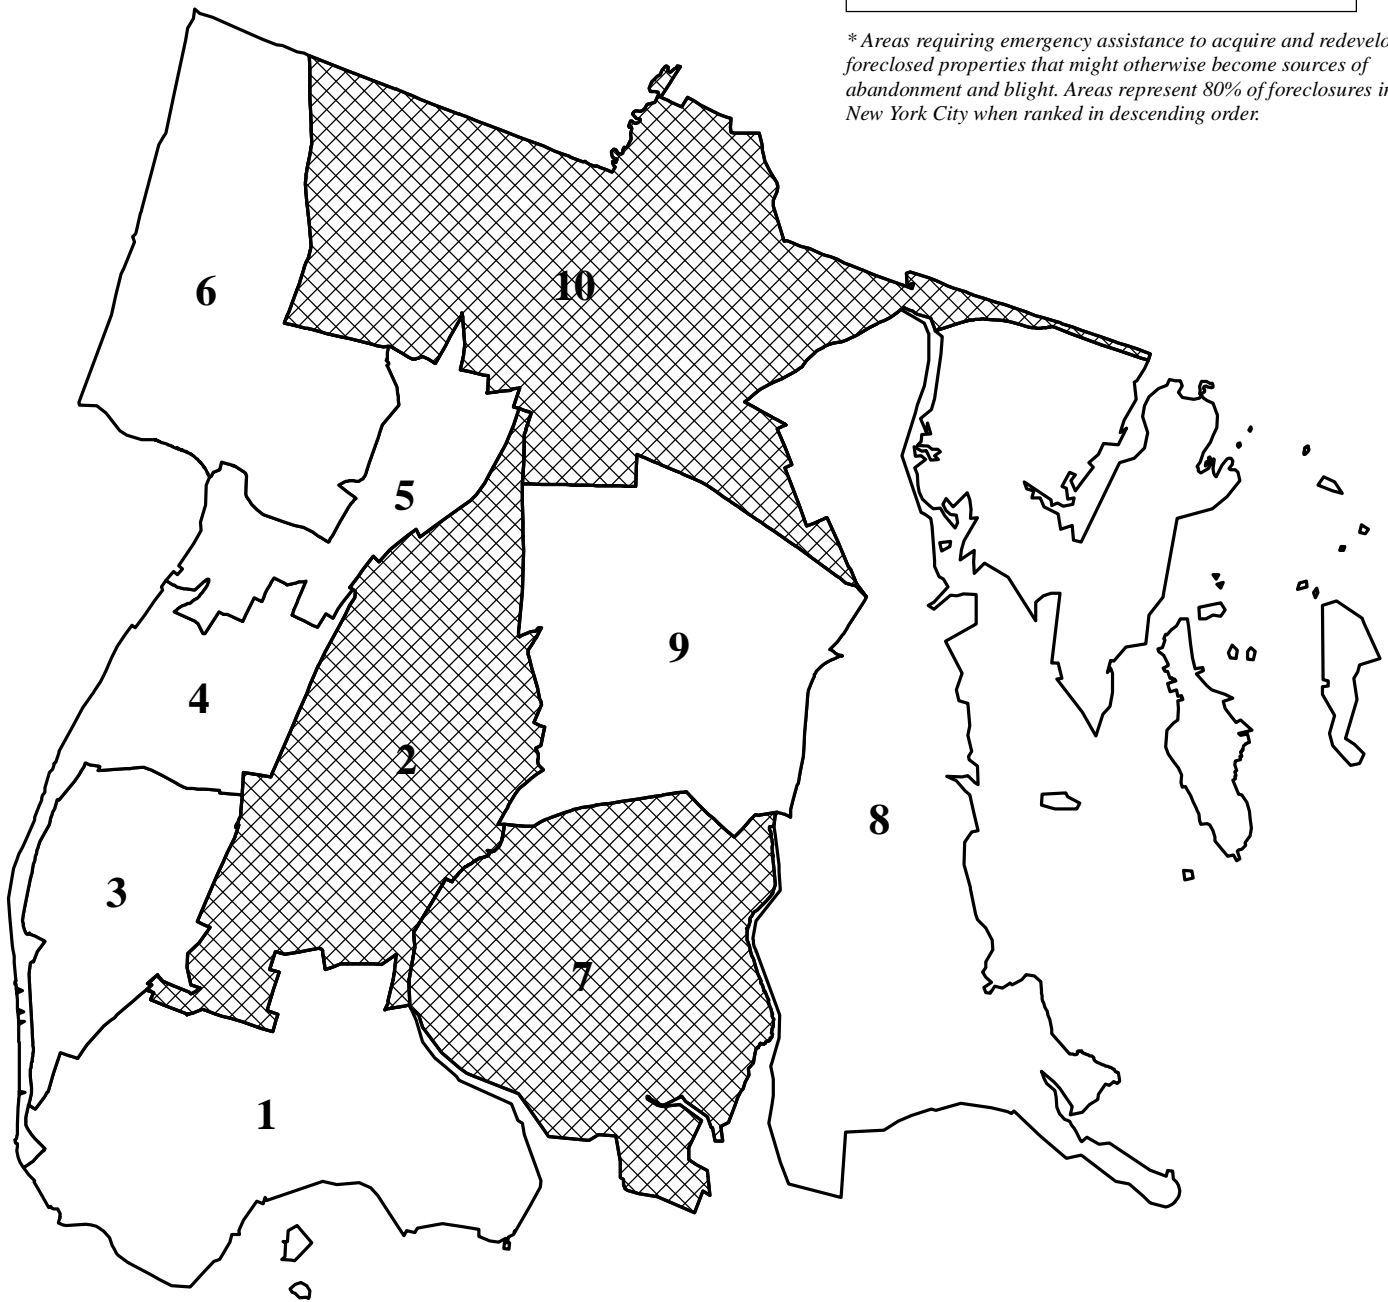 * Areas requiring emergency assistance to acquire and redevelo
foreclosed properties that might otherwise become sources of
abandonment and blight. Areas represent 80% of foreclosures in
New York City when ranked in descending order.
6
10
5
9
4
2
8
3
7
1